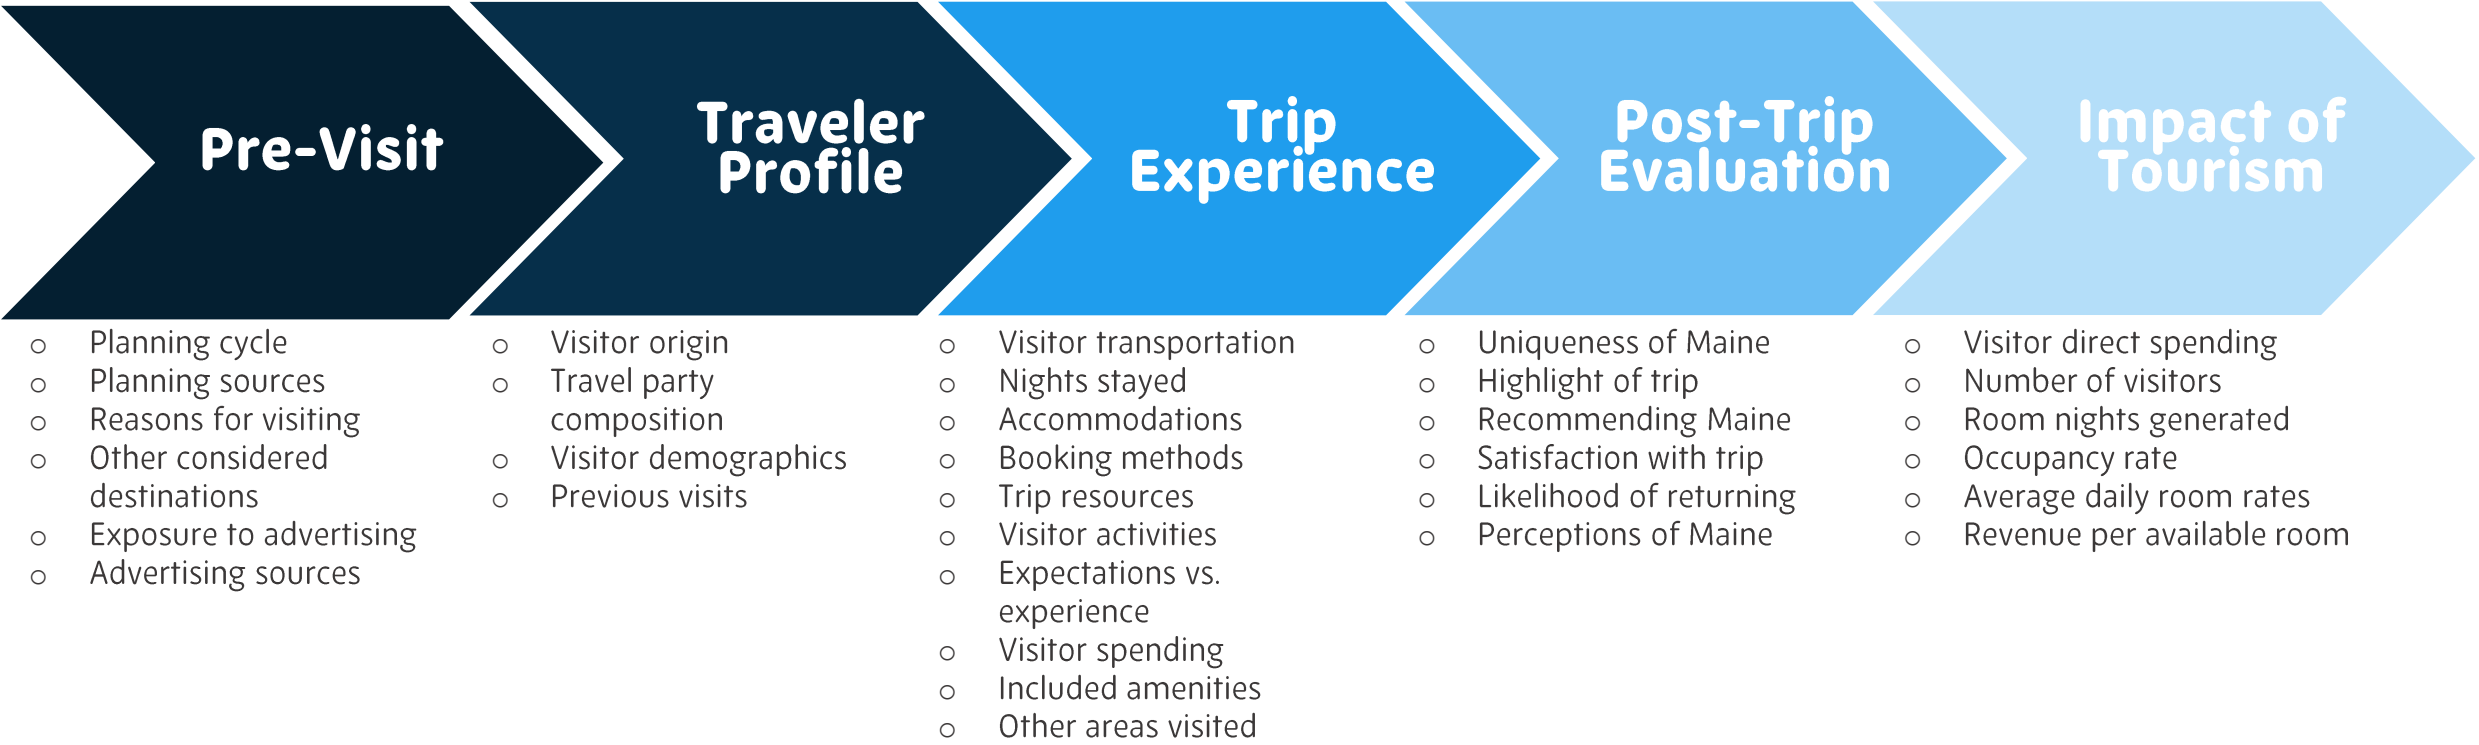 Pre-Visit
Traveler
Profile
Trip
Experience
Post-Trip
Evaluation
Impact of
Tourism
o Planning cycle
o Planning sources
o Reasons for visiting
o Other considered
destinations
o Exposure to advertising
o Advertising sources
o Visitor origin
o Travel party
composition
o Visitor demographics
o Previous visits
o Visitor transportation
o Nights stayed
o Accommodations
o Booking methods
o Trip resources
o Visitor activities
o Expectations vs.
experience
o Visitor spending
o Included amenities
o Other areas visited
o Uniqueness of Maine
o Highlight of trip
o Recommending Maine
o Satisfaction with trip
o Likelihood of returning
o Perceptions of Maine
o Visitor direct spending
o Number of visitors
o Room nights generated
o Occupancy rate
o Average daily room rates
o Revenue per available room